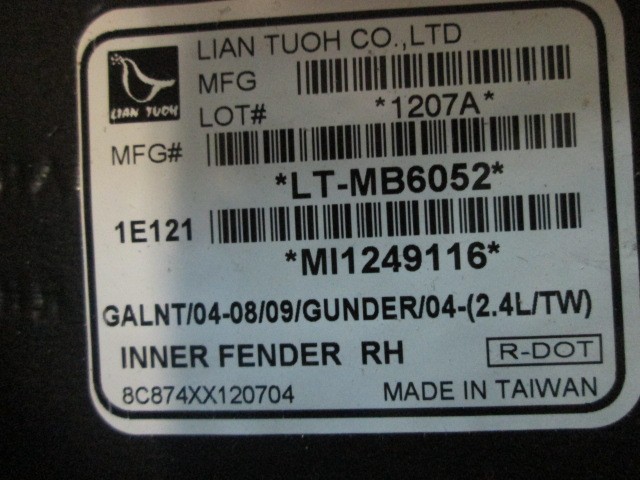 LIAN TUOH CO.,LTD
MFG
LIAN TUOH
LOT# *1207A*
MFG#
*LT-MB6052*
1E121
*MI1249116*
GALNT/04-08/09/GUNDER/04-(2.4L/TW)
INNER FENDER RH R-DOT
8C874XX120704 MADE IN TAIWAN